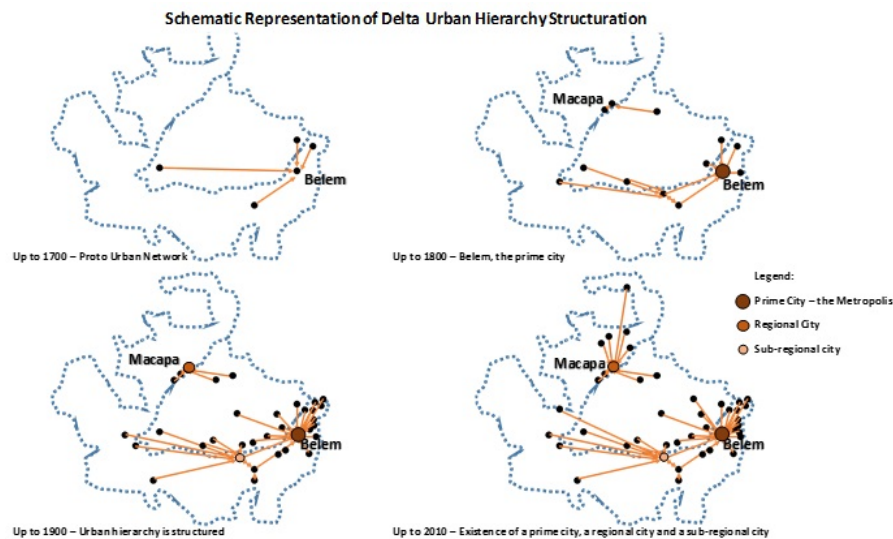 Schematic Representation of Delta Urban Hierarchy Structuration
Belem
Up to 1700 – Proto Urban Network
Macapa
Belem
Up to 1800 – Belem, the prime city
Legend:
Prime City – the Metropolis
Regional City
Sub-regional city
Macapa
Belem
Up to 1900 – Urban hierarchy is structured
Macapa
Belem
Up to 2010 – Existence of a prime city, a regional city and a sub-regional city